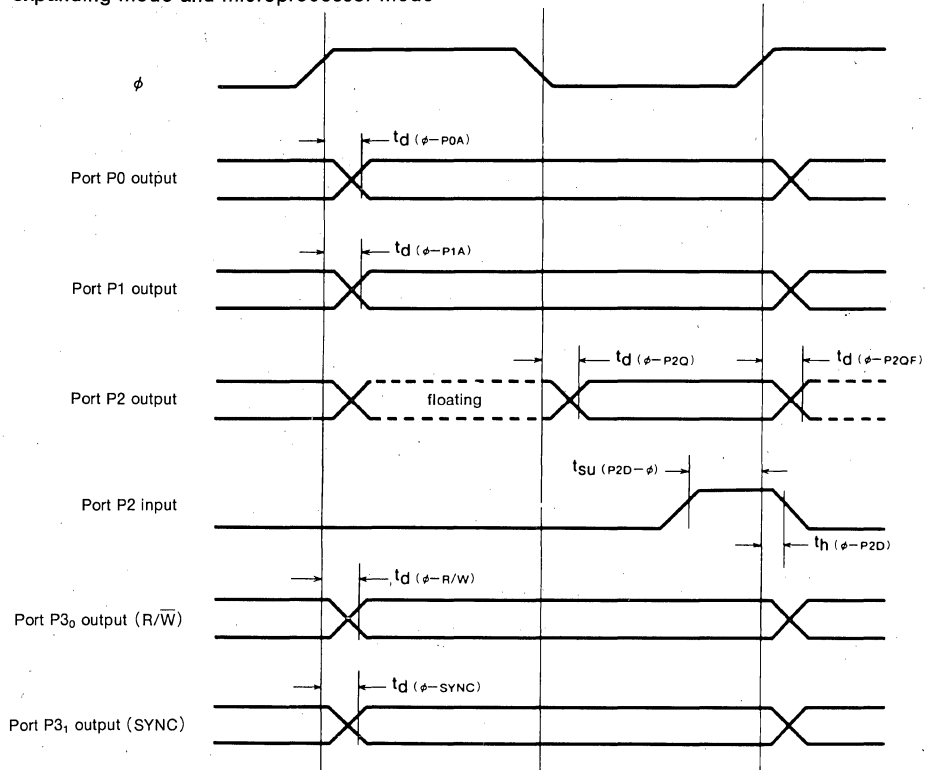 expanding mode and microprocessor mode
φ
td (φ−P0A)
Port P0 output
td (φ−P1A)
Port P1 output
td (φ−P2Q)
td (φ−P2QF)
Port P2 output
floating
tSU (P2D−φ)
Port P2 input
th (φ−P2D)
td (φ−R/W)
Port P3₀ output (R/W̅)
td (φ−SYNC)
Port P3₁ output (SYNC)